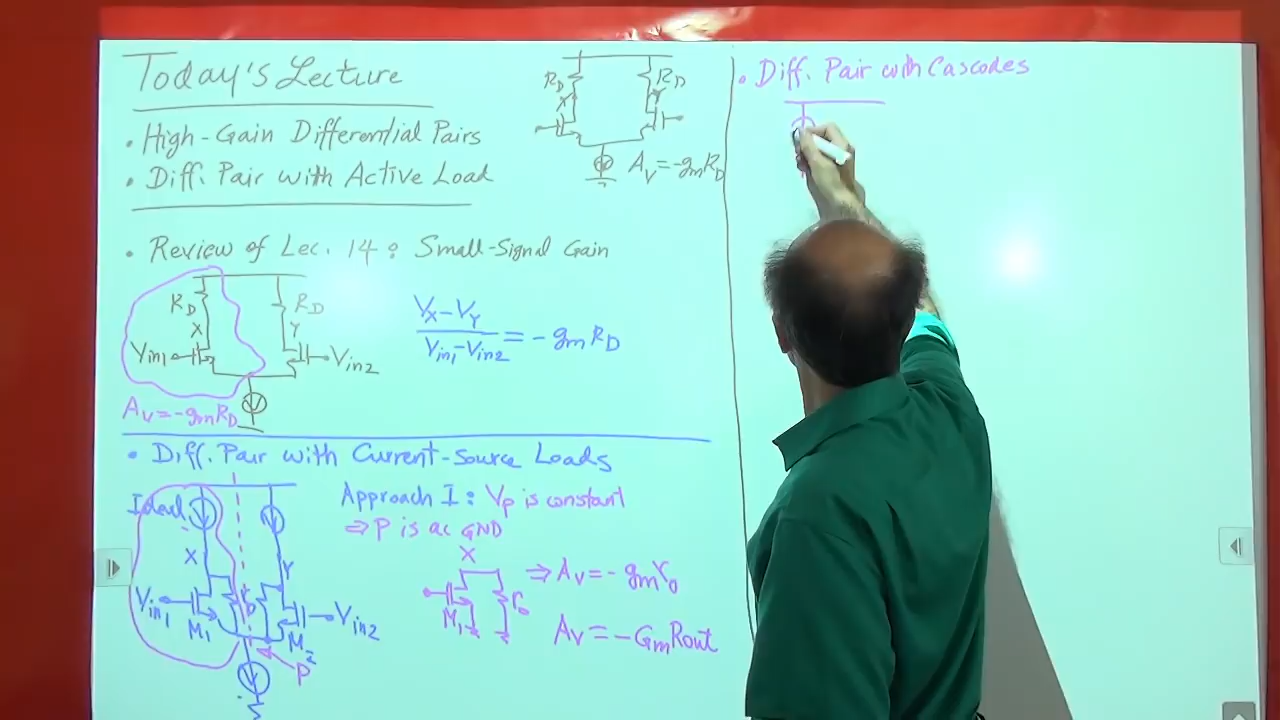 Today's Lecture
• High-Gain Differential Pairs
• Diff. Pair with Active Load
R_D
R_D
X
Y
A_V = -g_m R_D
• Review of Lec. 14 : Small-Signal Gain
R_D
R_D
X
Y
V_in1
V_in2
A_V = -g_m R_D
V_X - V_Y
V_in1 - V_in2
= - g_m R_D
• Diff. Pair with Current-Source Loads
Ideal
X
Y
V_in1
M_1
r_o
M_2
V_in2
P
Approach I : V_P is constant
⇒ P is ac GND
X
M_1
r_o
⇒ A_V = - g_m r_o
A_V = - G_m Rout
• Diff. Pair with Cascodes